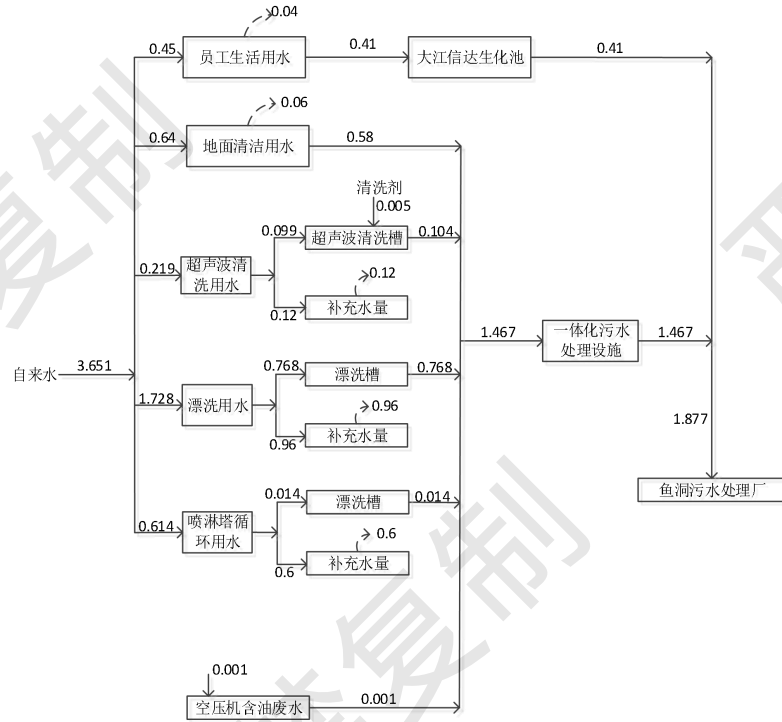 0.04
0.45
员工生活用水
0.41
大江信达生化池
0.41
0.06
0.64
地面清洁用水
0.58
清洗剂
0.005
0.099
超声波清洗槽
0.104
0.219
超声波清
洗用水
0.12
0.12
补充水量
1.467
一体化污水
处理设施
1.467
自来水
3.651
0.768
漂洗槽
0.768
1.728
漂洗用水
0.96
0.96
补充水量
1.877
鱼洞污水处理厂
0.014
漂洗槽
0.014
0.614
喷淋塔循
环用水
0.6
0.6
补充水量
0.001
空压机含油废水
0.001
复制
复制